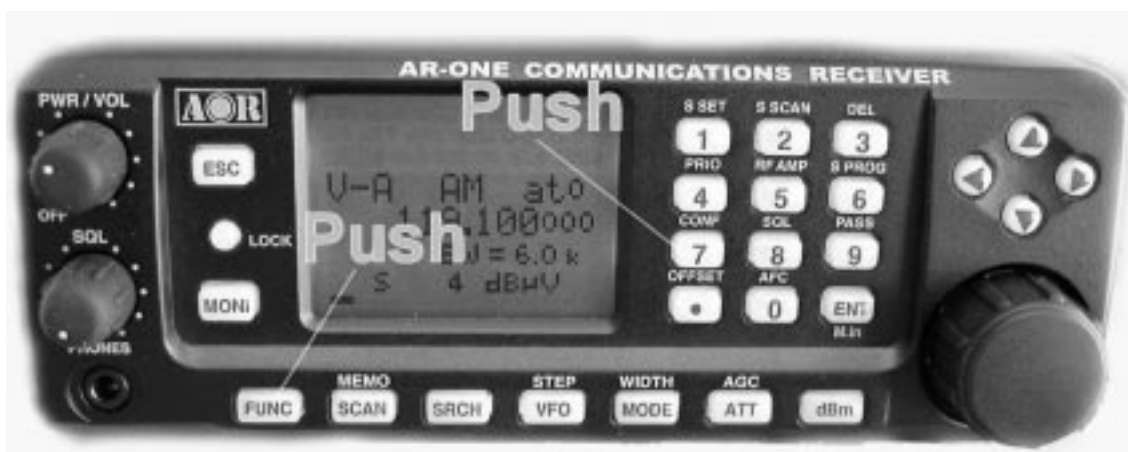 AR-ONE COMMUNICATIONS RECEIVER
PWR / VOL
AOR
Push
S SET S SCAN DEL
1 2 3
ESC
PRIO RF AMP S PROG
4 5 6
V-A AM ato
OFF
Push
CONF SQL PASS
7 8 9
SQL
LOCK
= 6.0 k
OFFSET AFC
• 0 ENT
S 4 dBμV
MONi
M.in
PHONES
MEMO STEP WIDTH AGC
FUNC SCAN SRCH VFO MODE ATT dBm